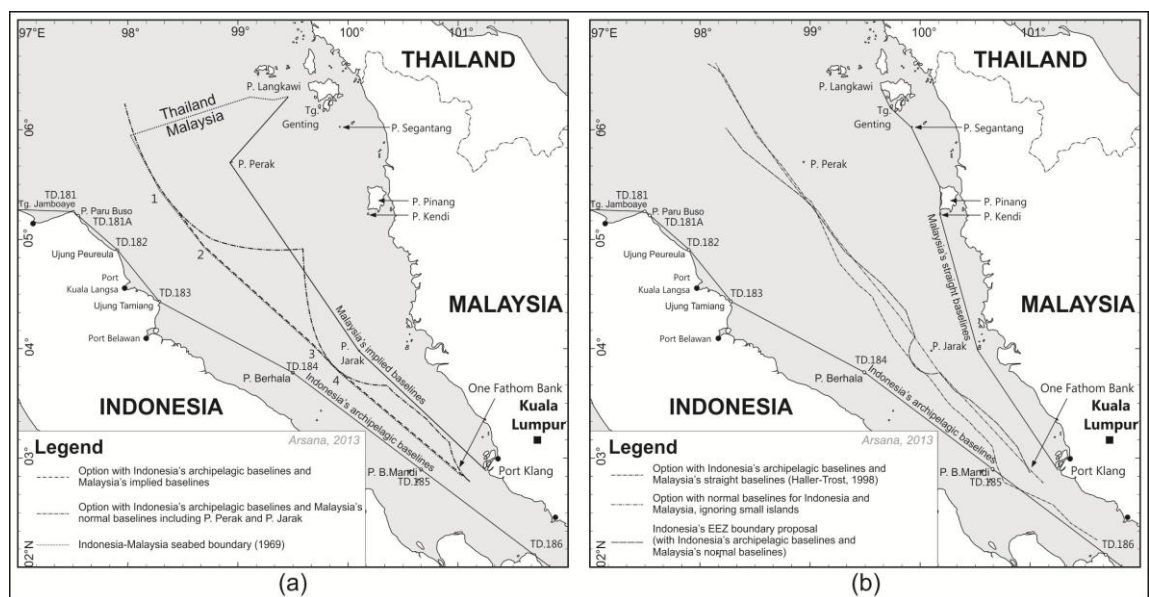 97°E
98°
99°
100°
101°
THAILAND
P. Langkawi
Thailand
Malaysia
Tg.
Genting
P. Segantang
06°
P. Perak
1
TD.181
Tg. Jamboaye
P. Paru Buso
TD.181A
P. Pinang
P. Kendi
05°
TD.182
2
Ujung Peureula
Port
Kuala Langsa
TD.183
Ujung Tamiang
MALAYSIA
Malaysia's implied baselines
Port Belawan
04°
3
P.
Jarak
TD.184
4
P. Berhala
Indonesia's archipelagic baselines
One Fathom Bank
INDONESIA
Kuala
Lumpur
Legend
Arsana, 2013
03°
P. B.Mandi
Port Klang
TD.185
Option with Indonesia's archipelagic baselines and
Malaysia's implied baselines
Option with Indonesia's archipelagic baselines and Malaysia's
normal baselines including P. Perak and P. Jarak
Indonesia-Malaysia seabed boundary (1969)
TD.186
02°N
(a)
97°E
98°
99°
100°
101°
THAILAND
P. Langkawi
Tg.
Genting
P. Segantang
06°
P. Perak
TD.181
Tg. Jamboaye
P. Paru Buso
TD.181A
P. Pinang
P. Kendi
05°
TD.182
Ujung Peureula
Port
Kuala Langsa
TD.183
Ujung Tamiang
Malaysia's straight baselines
MALAYSIA
Port Belawan
04°
P. Jarak
TD.184
P. Berhala
Indonesia's archipelagic baselines
One Fathom Bank
INDONESIA
Kuala
Lumpur
Legend
Arsana, 2013
03°
P. B.Mandi
Port Klang
TD.185
Option with Indonesia's archipelagic baselines and
Malaysia's straight baselines (Haller-Trost, 1998)
Option with normal baselines for Indonesia and
Malaysia, ignoring small islands
Indonesia's EEZ boundary proposal
(with Indonesia's archipelagic baselines and
Malaysia's normal baselines)
TD.186
02°N
(b)